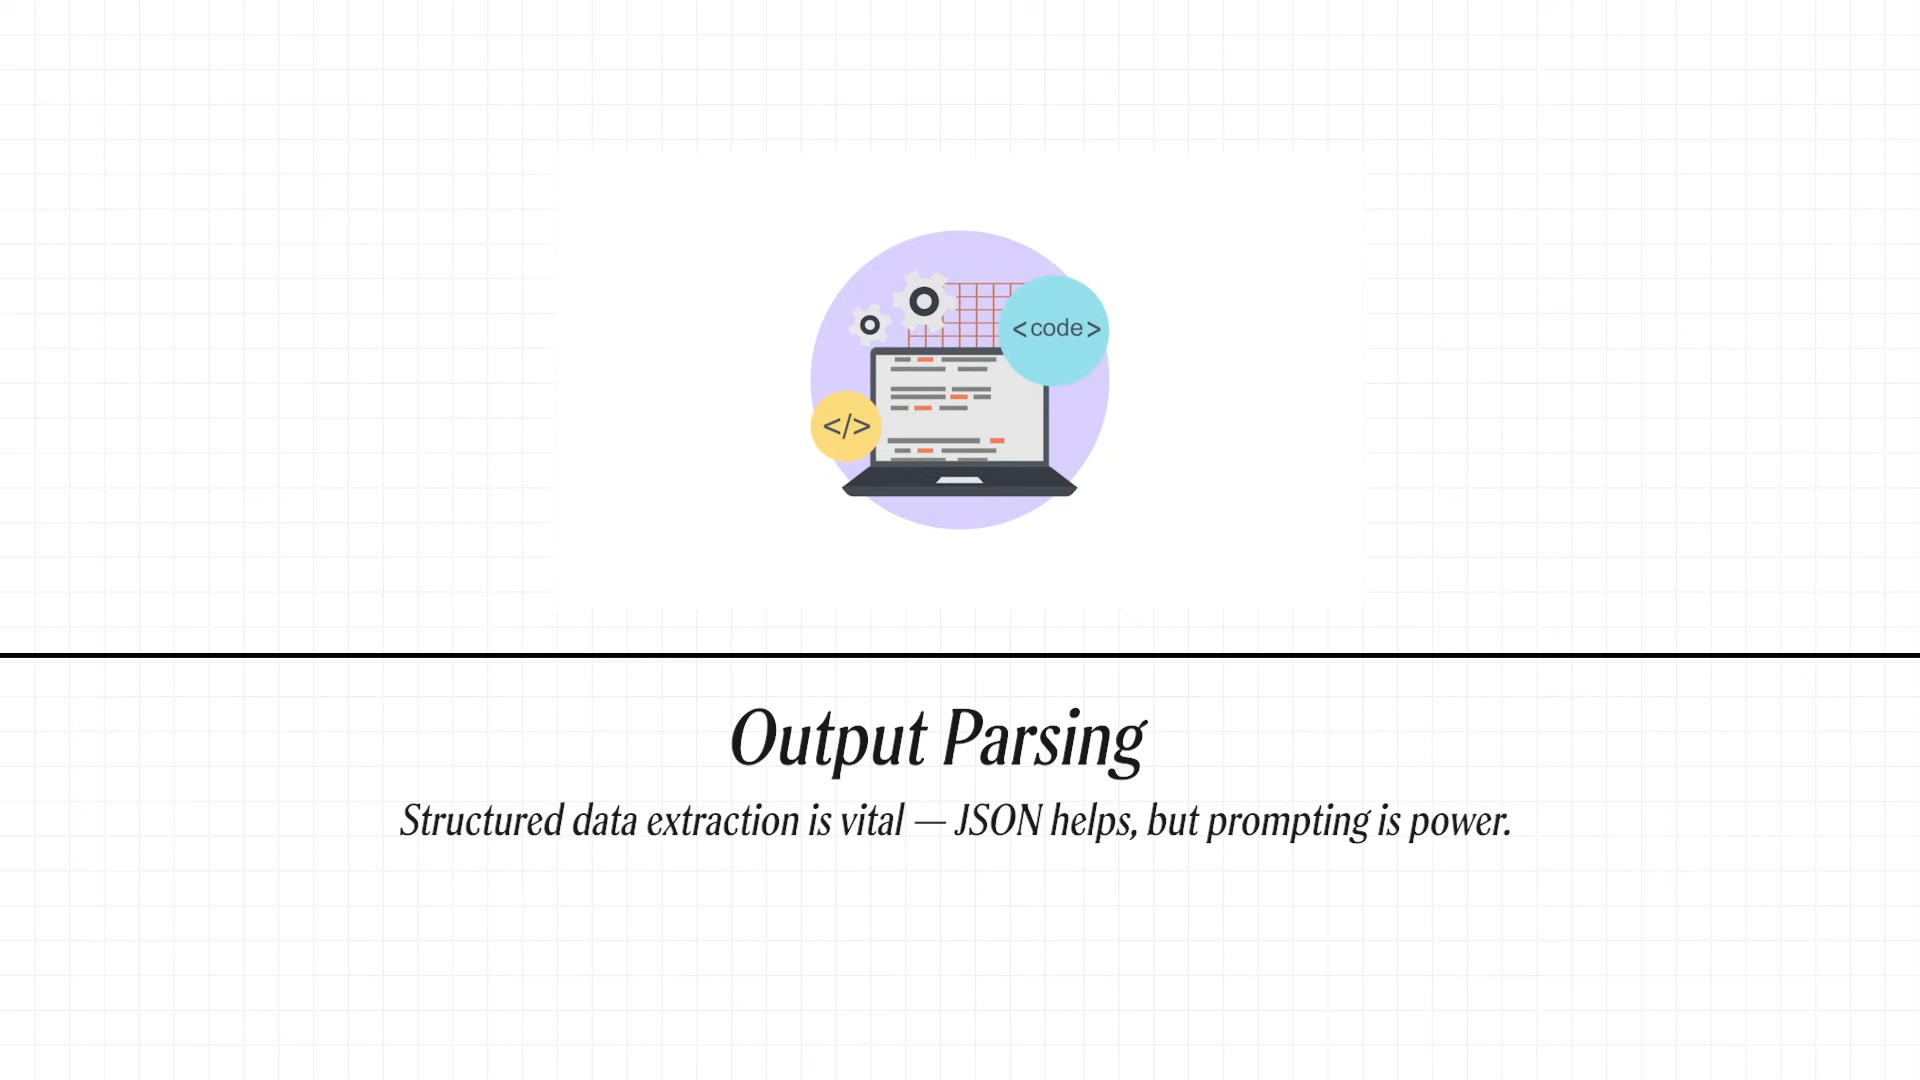 <code>
</>
Output Parsing
Structured data extraction is vital — JSON helps, but prompting is power.